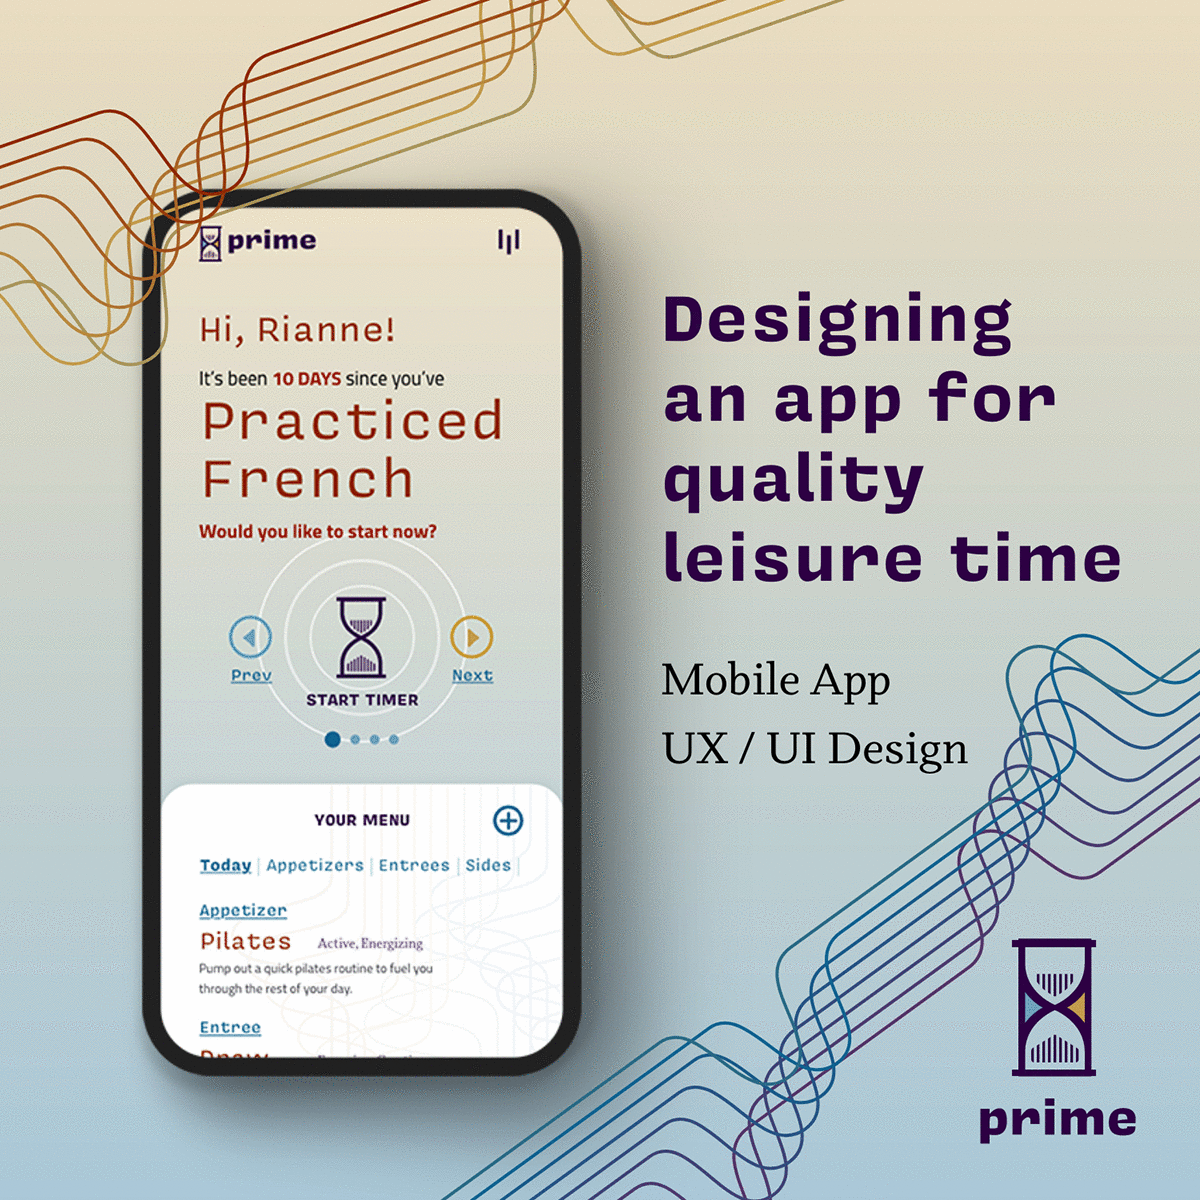 prime
Hi, Rianne!
It's been 10 DAYS since you've
Practiced
French
Would you like to start now?
Prev
Next
START TIMER
YOUR MENU
Today | Appetizers | Entrees | Sides |
Appetizer
Pilates Active, Energizing
Pump out a quick pilates routine to fuel you
through the rest of your day.
Entree
Designing
an app for
quality
leisure time
Mobile App
UX / UI Design
prime